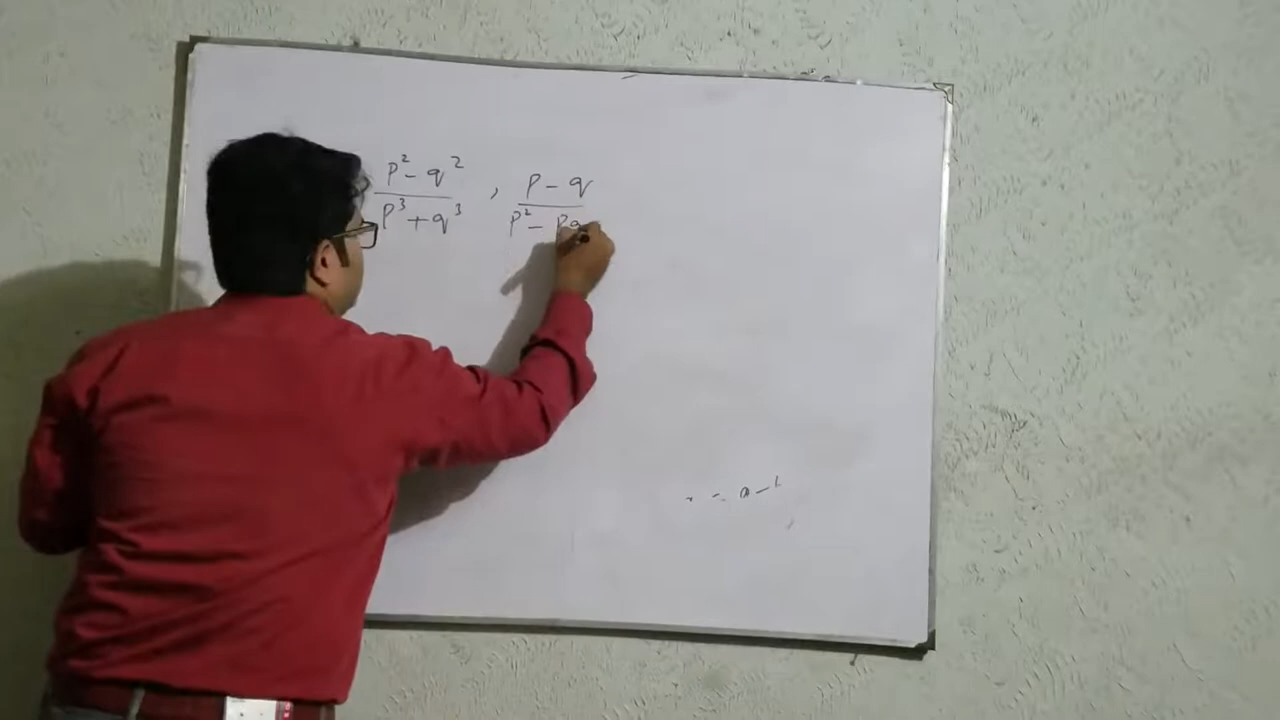 p² - q² / p³ + q³ , p - q / p² - pq